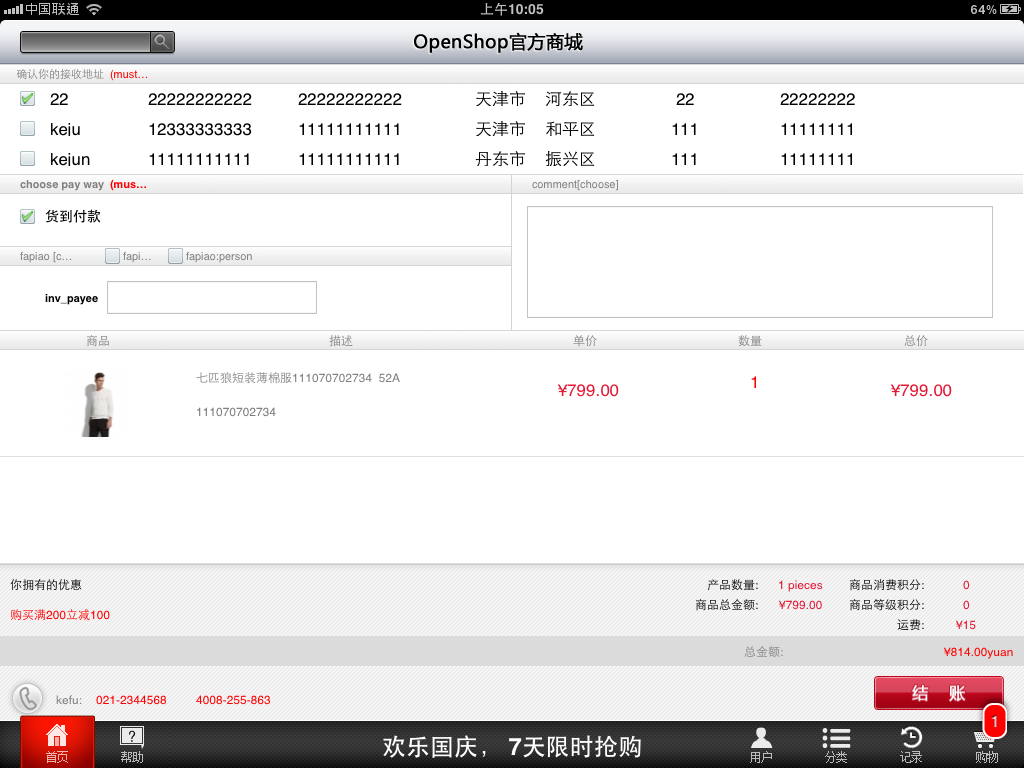 中国联通 上午10:05 64%
OpenShop官方商城
确认你的接收地址 (must…
22 22222222222 22222222222 天津市 河东区 22 22222222
keiu 12333333333 11111111111 天津市 和平区 111 11111111
kejun 11111111111 11111111111 丹东市 振兴区 111 11111111
choose pay way (mus… comment[choose]
货到付款
fapiao [c… fapi… fapiao:person
inv_payee
商品 描述 单价 数量 总价
七匹狼短装薄棉服111070702734 52A
¥799.00 1 ¥799.00
111070702734
你拥有的优惠 产品数量: 1 pieces 商品消费积分: 0
购买满200立减100 商品总金额: ¥799.00 商品等级积分: 0
运费: ¥15
总金额: ¥814.00yuan
kefu: 021-2344568 4008-255-863 结 账
1
欢乐国庆，7天限时抢购
首页 帮助 用户 分类 记录 购物